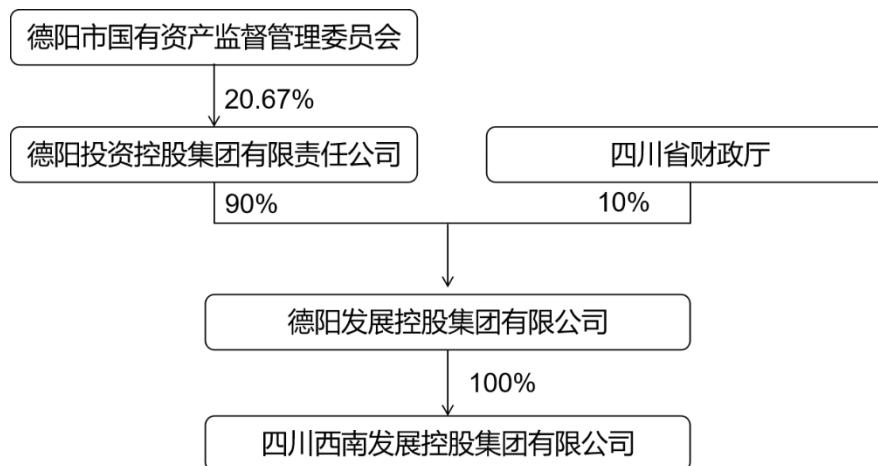 德阳市国有资产监督管理委员会
20.67%
德阳投资控股集团有限责任公司
四川省财政厅
90%
10%
德阳发展控股集团有限公司
100%
四川西南发展控股集团有限公司